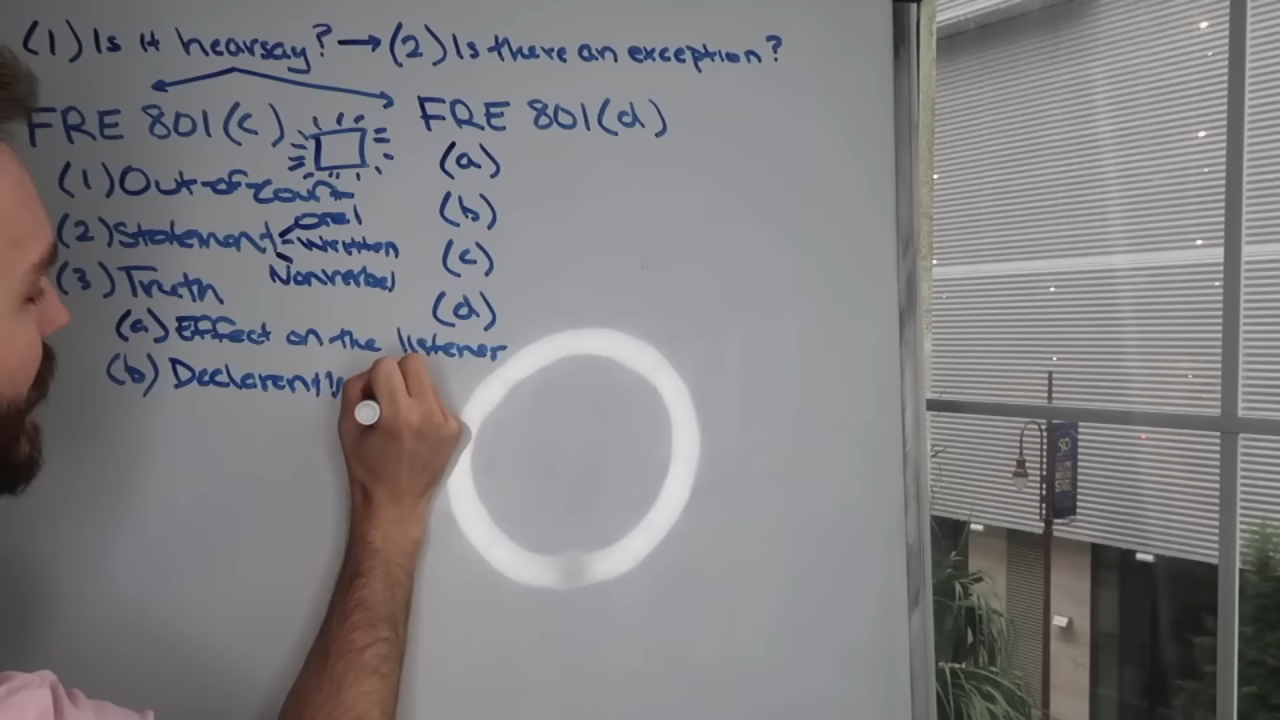 (1) Is it hearsay? → (2) Is there an exception?
FRE 801(c)
(1) Out-of-court
(2) Statement
Oral
Written
Nonverbal
(3) Truth
(a) Effect on the listener
(b) Declarent's
FRE 801(d)
(a)
(b)
(c)
(d)